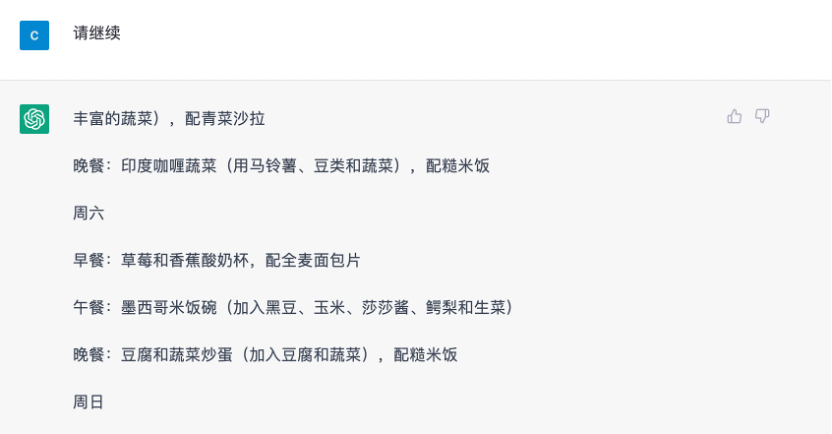 C
请继续
丰富的蔬菜），配青菜沙拉
晚餐：印度咖喱蔬菜（用马铃薯、豆类和蔬菜），配糙米饭
周六
早餐：草莓和香蕉酸奶杯，配全麦面包片
午餐：墨西哥米饭碗（加入黑豆、玉米、莎莎酱、鳄梨和生菜）
晚餐：豆腐和蔬菜炒蛋（加入豆腐和蔬菜），配糙米饭
周日